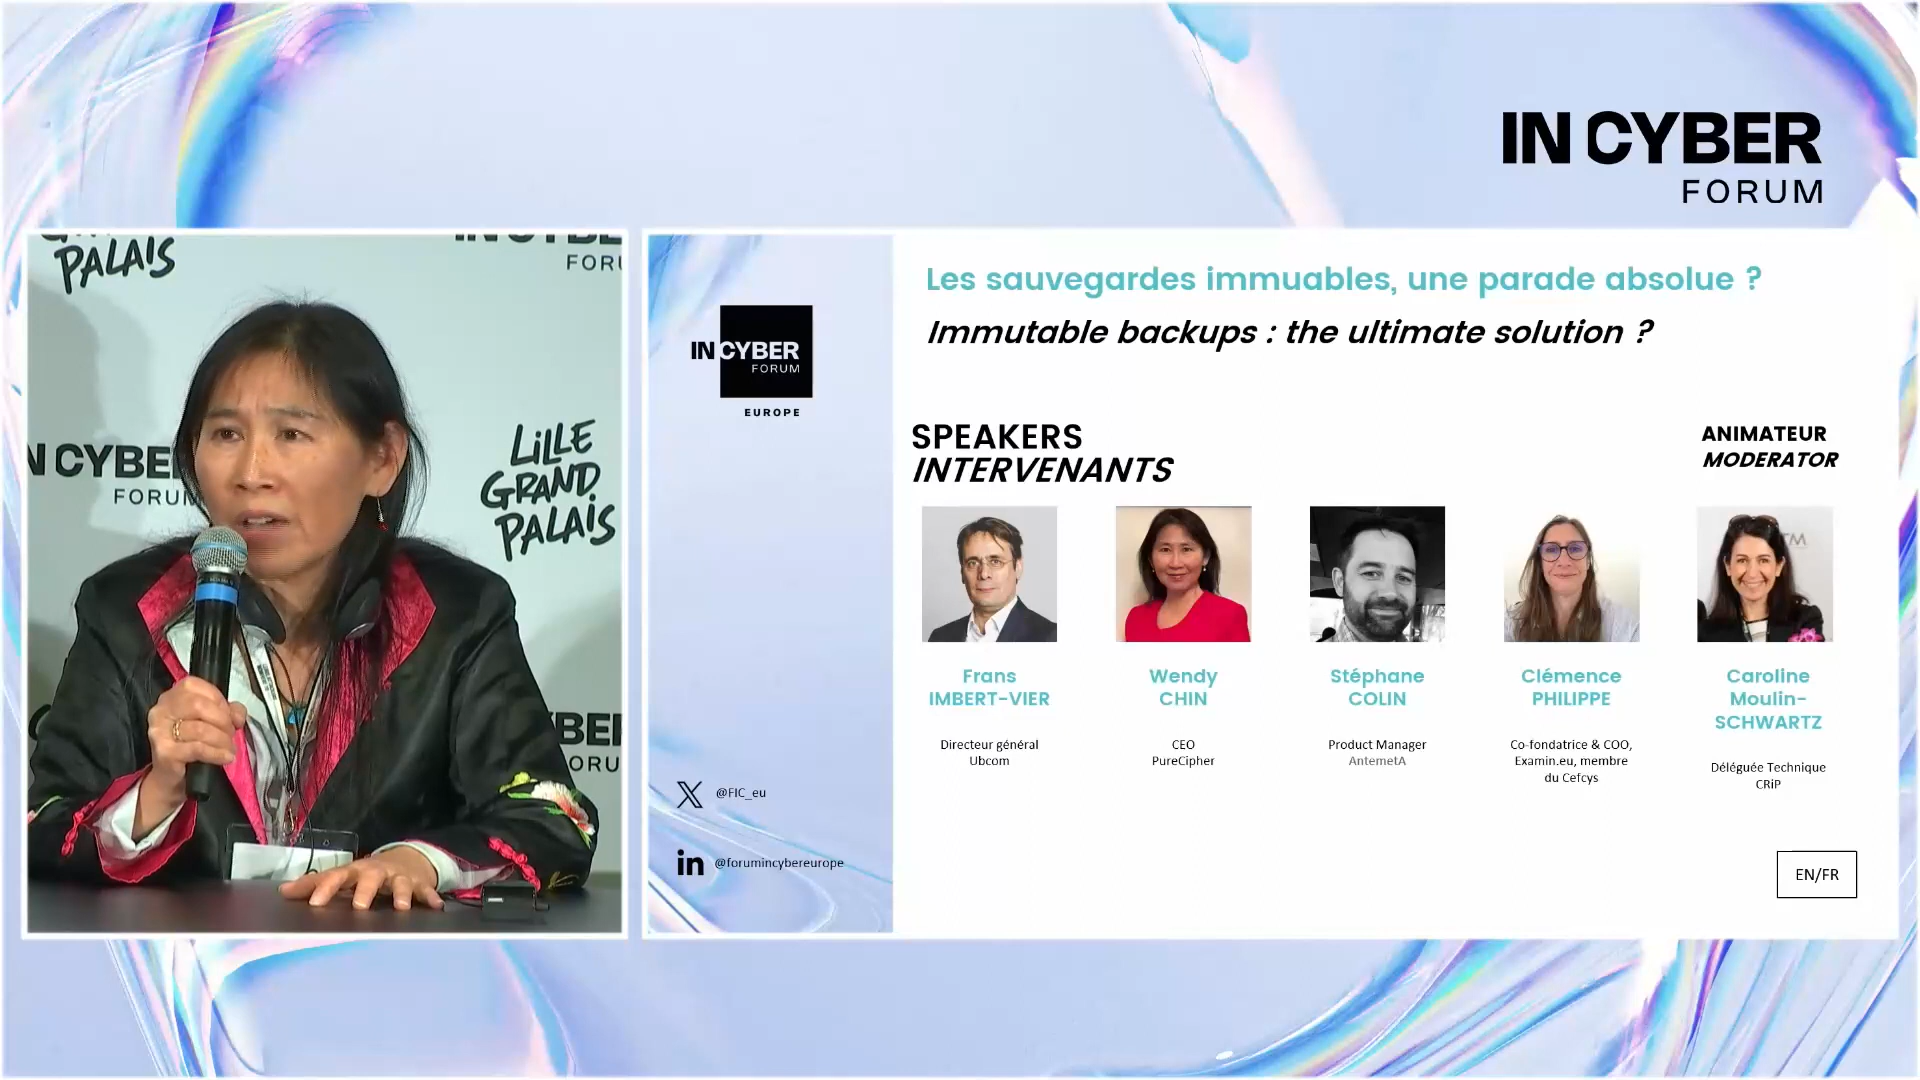 IN CYBER
FORUM
PALAIS
FORU
N CYBE
FORUM
LiLLE
GRAND
PALAiS
BE
ORU
IN CYBER
FORUM
EUROPE
@FIC_eu
in @forumincybereurope
Les sauvegardes immuables, une parade absolue ?
Immutable backups : the ultimate solution ?
SPEAKERS
INTERVENANTS
ANIMATEUR
MODERATOR
Frans
IMBERT-VIER
Directeur général
Ubcom
Wendy
CHIN
CEO
PureCipher
Stéphane
COLIN
Product Manager
AntemetA
Clémence
PHILIPPE
Co-fondatrice & COO,
Examin.eu, membre
du Cefcys
Caroline
Moulin-
SCHWARTZ
Déléguée Technique
CRiP
EN/FR